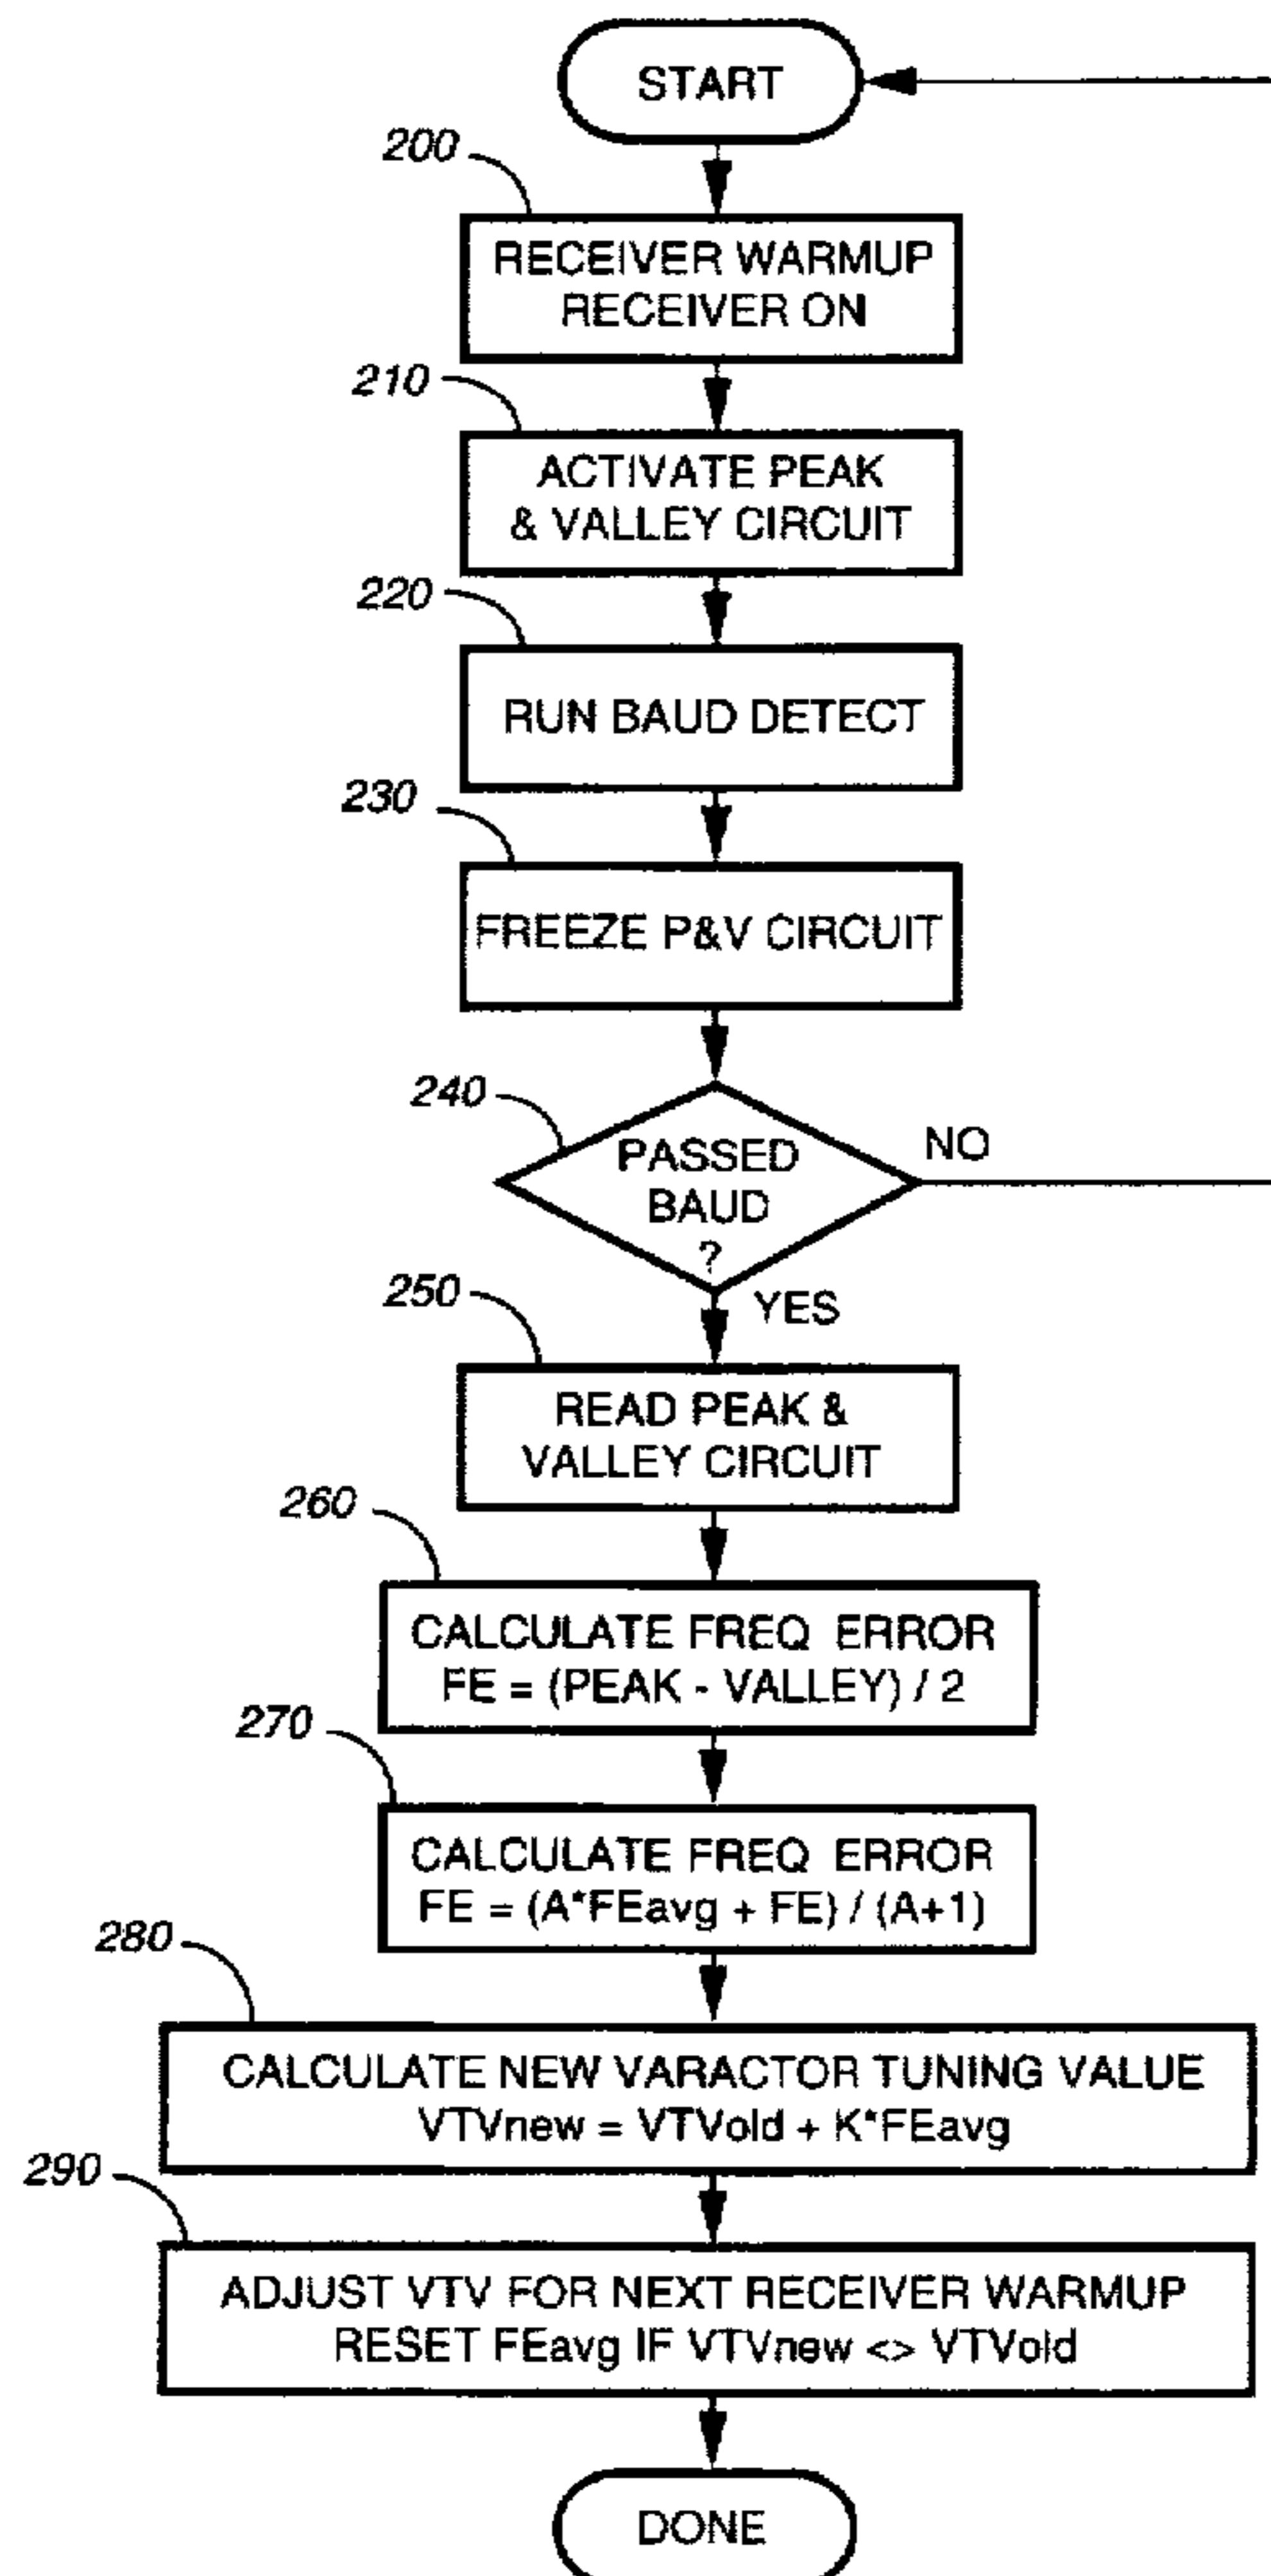 START
200
RECEIVER WARMUP
RECEIVER ON
210
ACTIVATE PEAK
& VALLEY CIRCUIT
220
RUN BAUD DETECT
230
FREEZE P&V CIRCUIT
240
PASSED
BAUD
?
NO
YES
250
READ PEAK &
VALLEY CIRCUIT
260
CALCULATE FREQ ERROR
FE = (PEAK - VALLEY) / 2
270
CALCULATE FREQ ERROR
FE = (A*FEavg + FE) / (A+1)
280
CALCULATE NEW VARACTOR TUNING VALUE
VTVnew = VTVold + K*FEavg
290
ADJUST VTV FOR NEXT RECEIVER WARMUP
RESET FEavg IF VTVnew <> VTVold
DONE